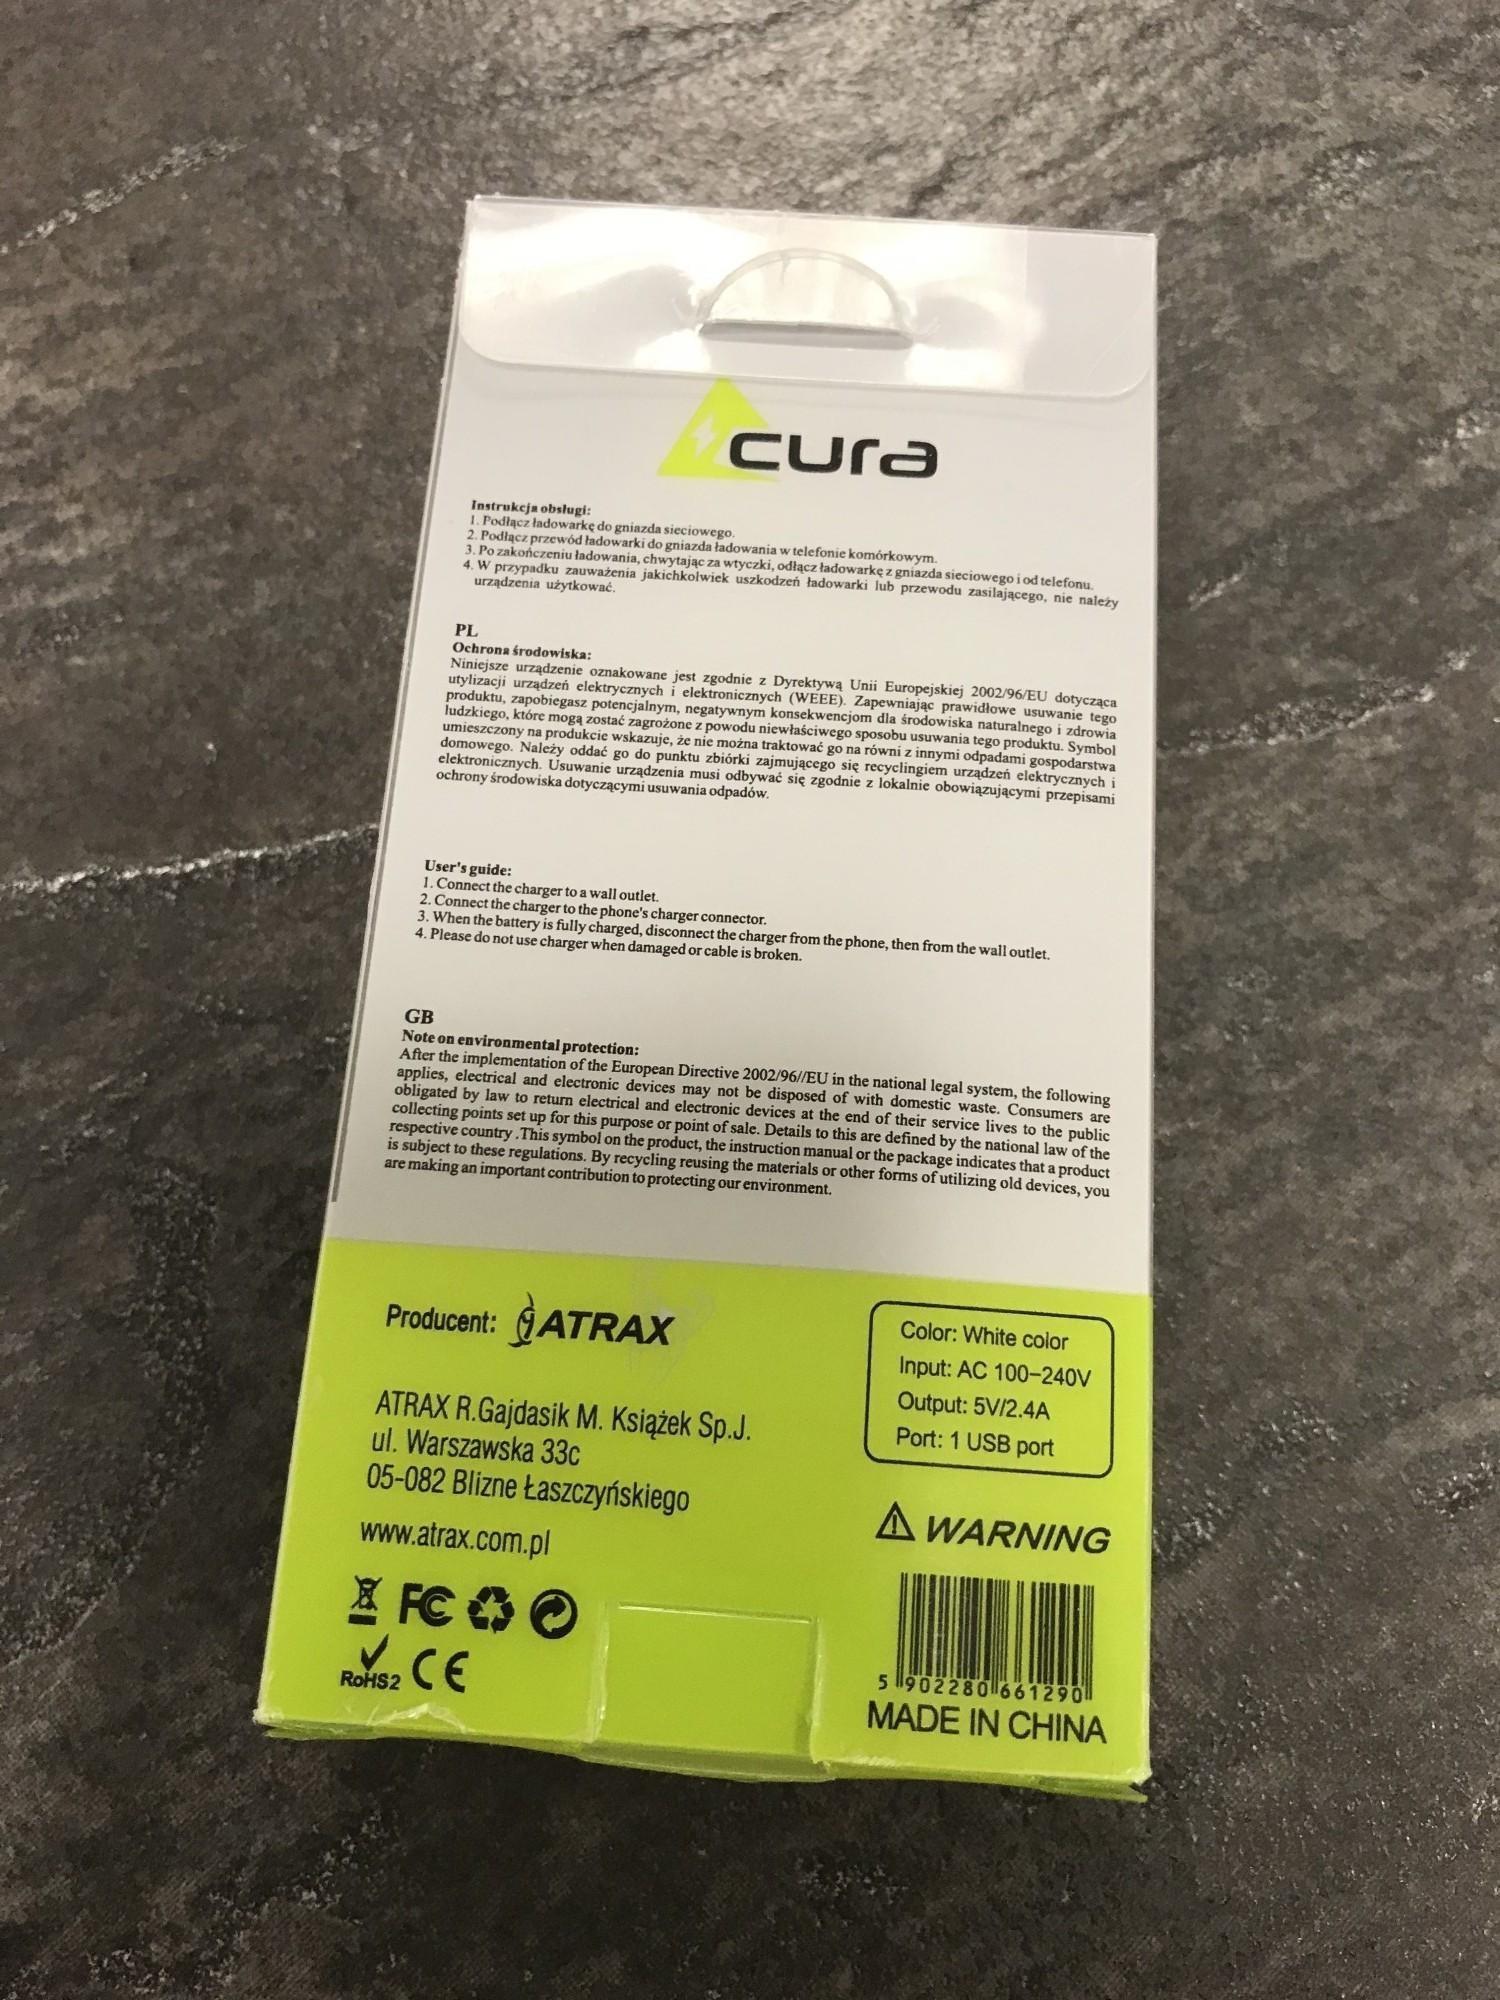 cura
Instrukcja obsługi:
1. Podłącz ładowarkę do gniazda sieciowego.
2. Podłącz przewód ładowarki do gniazda ładowania w telefonie komórkowym.
3. Po zakończeniu ładowania, chwytając za wtyczki, odłącz ładowarkę z gniazda sieciowego i od telefonu.
4. W przypadku zauważenia jakichkolwiek uszkodzeń ładowarki lub przewodu zasilającego, nie należy
urządzenia użytkować.
PL
Ochrona środowiska:
Niniejsze urządzenie oznakowane jest zgodnie z Dyrektywą Unii Europejskiej 2002/96/EU dotycząca
utylizacji urządzeń elektrycznych i elektronicznych (WEEE). Zapewniając prawidłowe usuwanie tego
produktu, zapobiegasz potencjalnym, negatywnym konsekwencjom dla środowiska naturalnego i zdrowia
ludzkiego, które mogą zostać zagrożone z powodu niewłaściwego sposobu usuwania tego produktu. Symbol
umieszczony na produkcie wskazuje, że nie można traktować go na równi z innymi odpadami gospodarstwa
domowego. Należy oddać go do punktu zbiórki zajmującego się recyclingiem urządzeń elektrycznych i
elektronicznych. Usuwanie urządzenia musi odbywać się zgodnie z lokalnie obowiązującymi przepisami
ochrony środowiska dotyczącymi usuwania odpadów.
User's guide:
1. Connect the charger to a wall outlet.
2. Connect the charger to the phone's charger connector.
3. When the battery is fully charged, disconnect the charger from the phone, then from the wall outlet.
4. Please do not use charger when damaged or cable is broken.
GB
Note on environmental protection:
After the implementation of the European Directive 2002/96//EU in the national legal system, the following
applies, electrical and electronic devices may not be disposed of with domestic waste. Consumers are
obligated by law to return electrical and electronic devices at the end of their service lives to the public
collecting points set up for this purpose or point of sale. Details to this are defined by the national law of the
respective country .This symbol on the product, the instruction manual or the package indicates that a product
is subject to these regulations. By recycling reusing the materials or other forms of utilizing old devices, you
are making an important contribution to protecting our environment.
Producent: ATRAX
ATRAX R.Gajdasik M. Książek Sp.J.
ul. Warszawska 33c
05-082 Blizne Łaszczyńskiego
www.atrax.com.pl
FC
RoHS2 CE
Color: White color
Input: AC 100-240V
Output: 5V/2.4A
Port: 1 USB port
WARNING
5 902280 661290
MADE IN CHINA